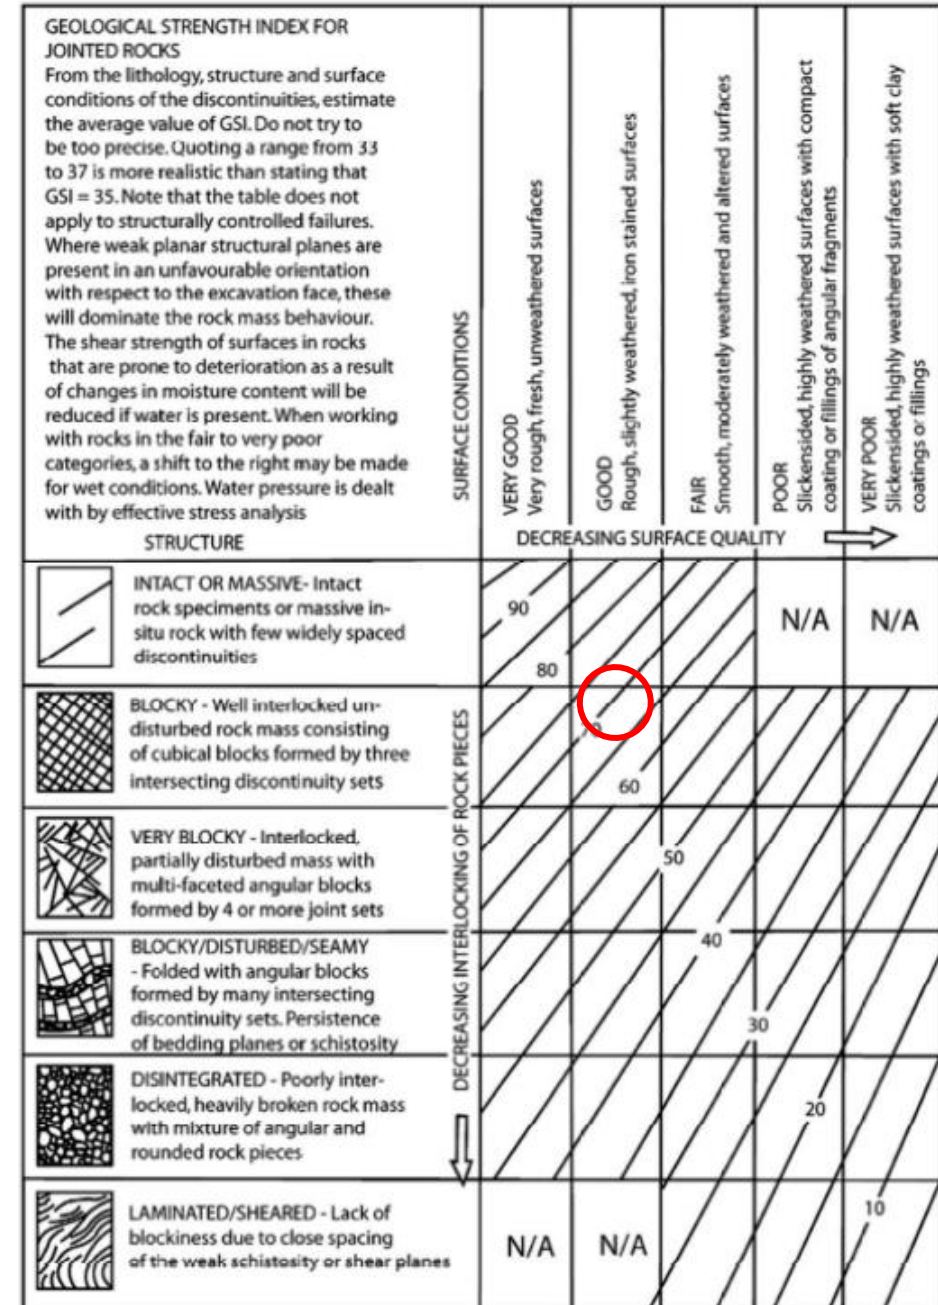 GEOLOGICAL STRENGTH INDEX FOR
JOINTED ROCKS
From the lithology, structure and surface
conditions of the discontinuities, estimate
the average value of GSI. Do not try to
be too precise. Quoting a range from 33
to 37 is more realistic than stating that
GSI = 35. Note that the table does not
apply to structurally controlled failures.
Where weak planar structural planes are
present in an unfavourable orientation
with respect to the excavation face, these
will dominate the rock mass behaviour.
The shear strength of surfaces in rocks
that are prone to deterioration as a result
of changes in moisture content will be
reduced if water is present. When working
with rocks in the fair to very poor
categories, a shift to the right may be made
for wet conditions. Water pressure is dealt
with by effective stress analysis
STRUCTURE
SURFACE CONDITIONS
VERY GOOD
Very rough, fresh, unweathered surfaces
GOOD
Rough, slightly weathered, iron stained surfaces
FAIR
Smooth, moderately weathered and altered surfaces
POOR
Slickensided, highly weathered surfaces with compact
coating or fillings of angular fragments
VERY POOR
Slickensided, highly weathered surfaces with soft clay
coatings or fillings
DECREASING SURFACE QUALITY
DECREASING INTERLOCKING OF ROCK PIECES
INTACT OR MASSIVE- Intact
rock speciments or massive in-
situ rock with few widely spaced
discontinuities
90
80
N/A
N/A
BLOCKY - Well interlocked un-
disturbed rock mass consisting
of cubical blocks formed by three
intersecting discontinuity sets
70
60
VERY BLOCKY - Interlocked,
partially disturbed mass with
multi-faceted angular blocks
formed by 4 or more joint sets
50
BLOCKY/DISTURBED/SEAMY
- Folded with angular blocks
formed by many intersecting
discontinuity sets. Persistence
of bedding planes or schistosity
40
30
DISINTEGRATED - Poorly inter-
locked, heavily broken rock mass
with mixture of angular and
rounded rock pieces
20
LAMINATED/SHEARED - Lack of
blockiness due to close spacing
of the weak schistosity or shear planes
N/A
N/A
10